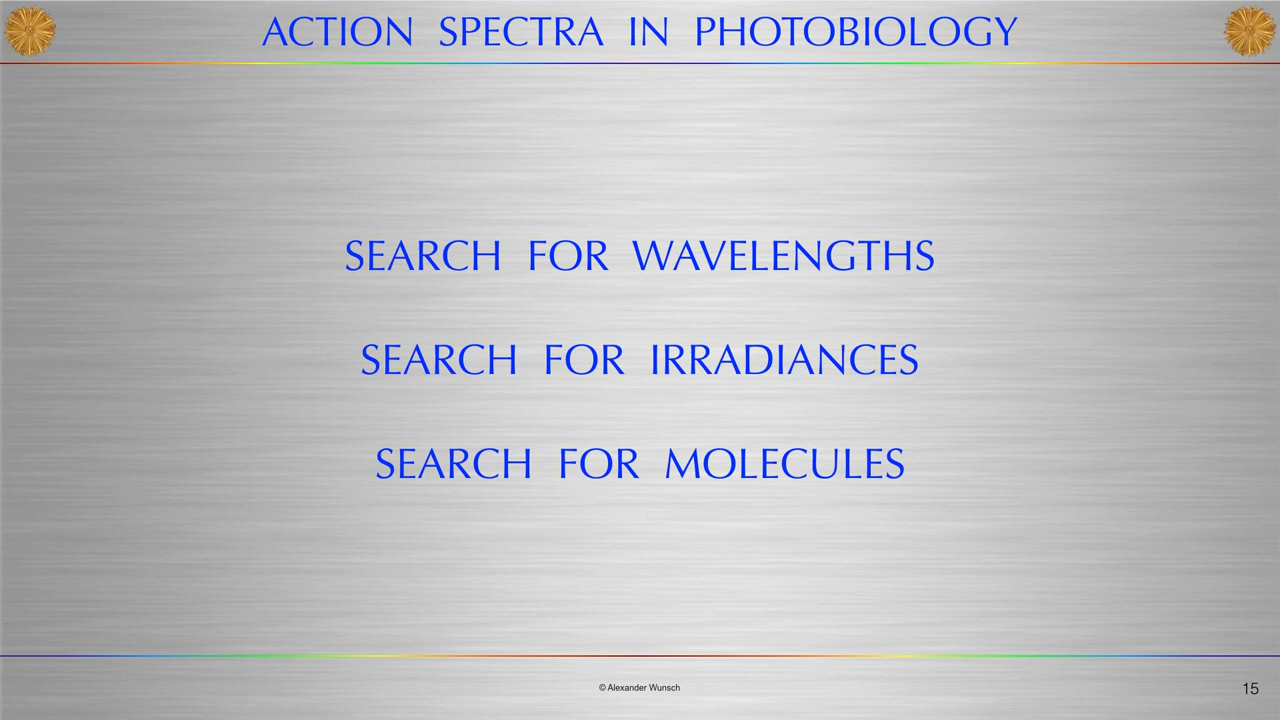 ACTION SPECTRA IN PHOTOBIOLOGY
SEARCH FOR WAVELENGTHS
SEARCH FOR IRRADIANCES
SEARCH FOR MOLECULES
© Alexander Wunsch
15